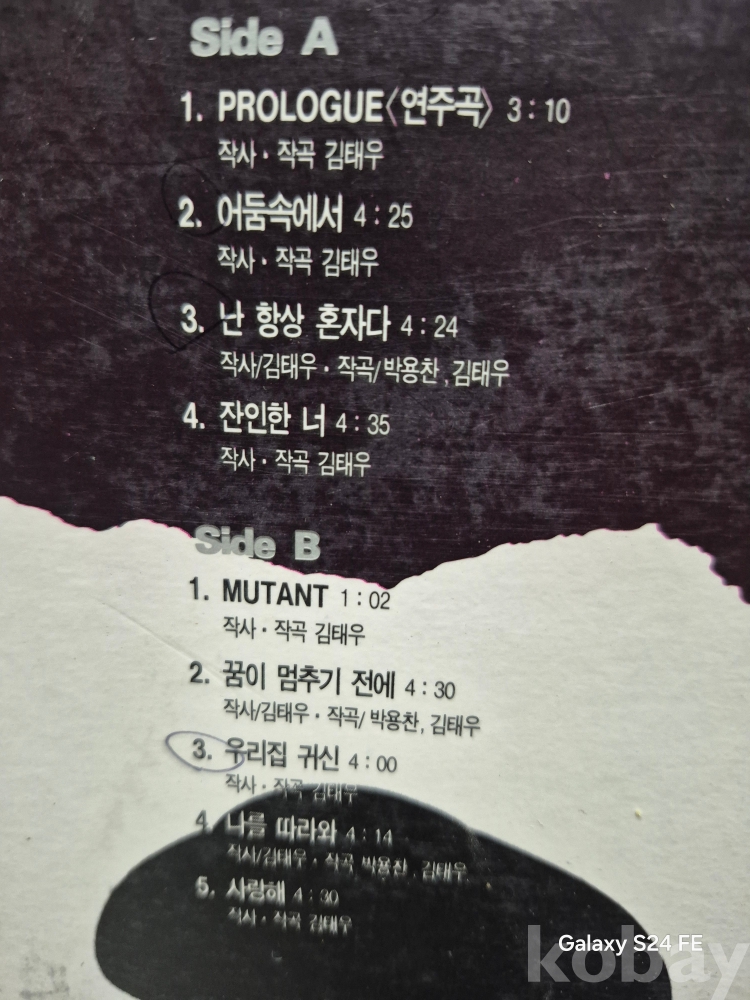 Side A
1. PROLOGUE〈연주곡〉 3 : 10
작사 · 작곡 김태우
2. 어둠속에서 4 : 25
작사 · 작곡 김태우
3. 난 항상 혼자다 4 : 24
작사/김태우 · 작곡/박용찬 , 김태우
4. 잔인한 너 4 : 35
작사 · 작곡 김태우
Side B
1. MUTANT 1 : 02
작사 · 작곡 김태우
2. 꿈이 멈추기 전에 4 : 30
작사/김태우 · 작곡/ 박용찬, 김태우
3. 우리집 귀신 4 : 00
작사 · 작곡 김태우
4. 나를 따라와 4 : 14
작사/김태우 · 작곡 박용찬 , 김태우
5. 사랑해 4 : 30
작사 · 작곡 김태우
Galaxy S24 FE
kobay